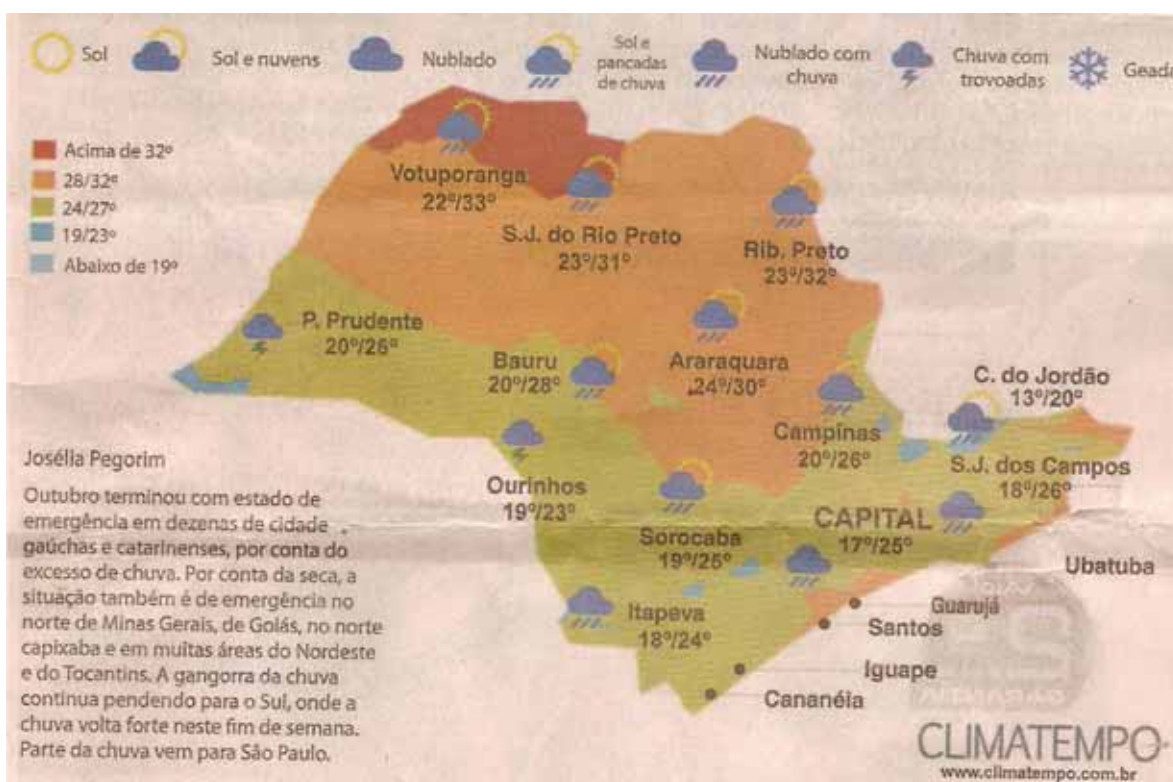 Sol
Sol e nuvens
Nublado
Sol e
pancadas
de chuva
Nublado com
chuva
Chuva com
trovoadas
Geada
Acima de 32º
28/32º
24/27º
19/23º
Abaixo de 19º
Votuporanga
22º/33º
S.J. do Rio Preto
23º/31º
Rib. Preto
23º/32º
P. Prudente
20º/26º
Bauru
20º/28º
Araraquara
24º/30º
C. do Jordão
13º/20º
Campinas
20º/26º
S.J. dos Campos
18º/26º
Ourinhos
19º/23º
Sorocaba
19º/25º
CAPITAL
17º/25º
Ubatuba
Itapeva
18º/24º
Guarujá
Santos
Iguape
Cananéia
Josélia Pegorim
Outubro terminou com estado de
emergência em dezenas de cidade
gaúchas e catarinenses, por conta do
excesso de chuva. Por conta da seca, a
situação também é de emergência no
norte de Minas Gerais, de Goiás, no norte
capixaba e em muitas áreas do Nordeste
e do Tocantins. A gangorra da chuva
continua pendendo para o Sul, onde a
chuva volta forte neste fim de semana.
Parte da chuva vem para São Paulo.
CLIMATEMPO
www.climatempo.com.br